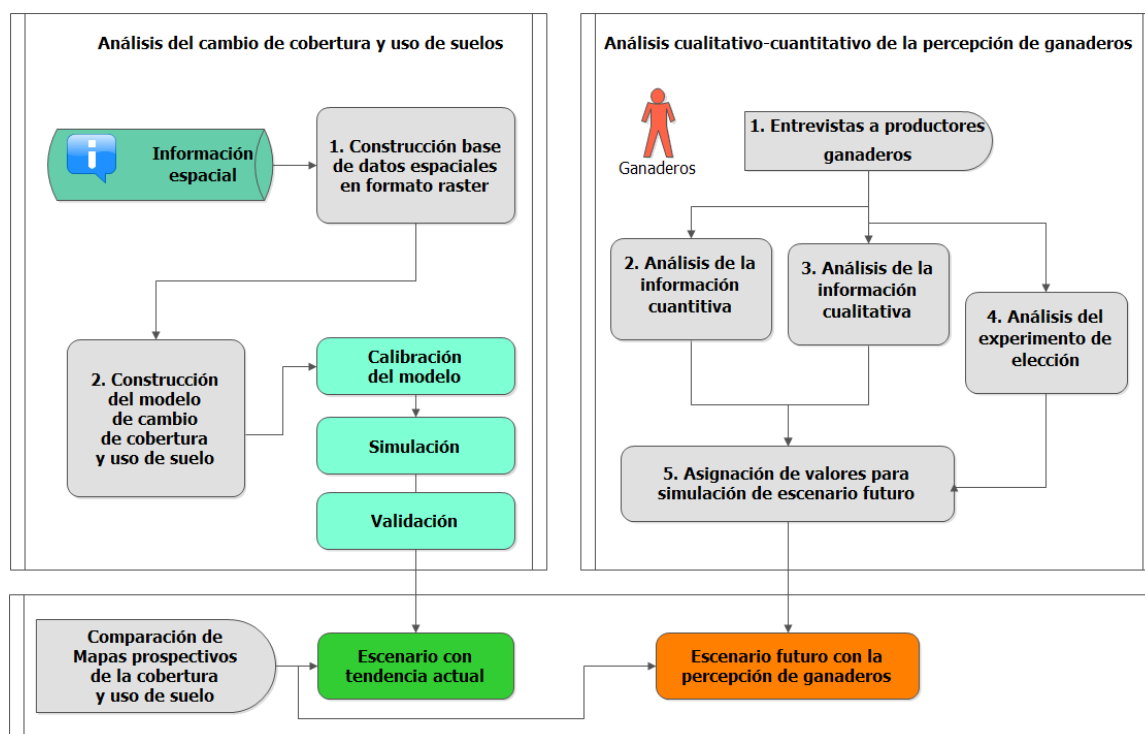 Análisis del cambio de cobertura y uso de suelos
Información
espacial
1. Construcción base
de datos espaciales
en formato raster
2. Construcción
del modelo
de cambio
de cobertura
y uso de suelo
Calibración
del modelo
Simulación
Validación
Análisis cualitativo-cuantitativo de la percepción de ganaderos
Ganaderos
1. Entrevistas a productores
ganaderos
2. Análisis de la
información
cuantitiva
3. Análisis de la
información
cualitativa
4. Análisis del
experimento de
elección
5. Asignación de valores para
simulación de escenario futuro
Comparación de
Mapas prospectivos
de la cobertura
y uso de suelo
Escenario con
tendencia actual
Escenario futuro con la
percepción de ganaderos